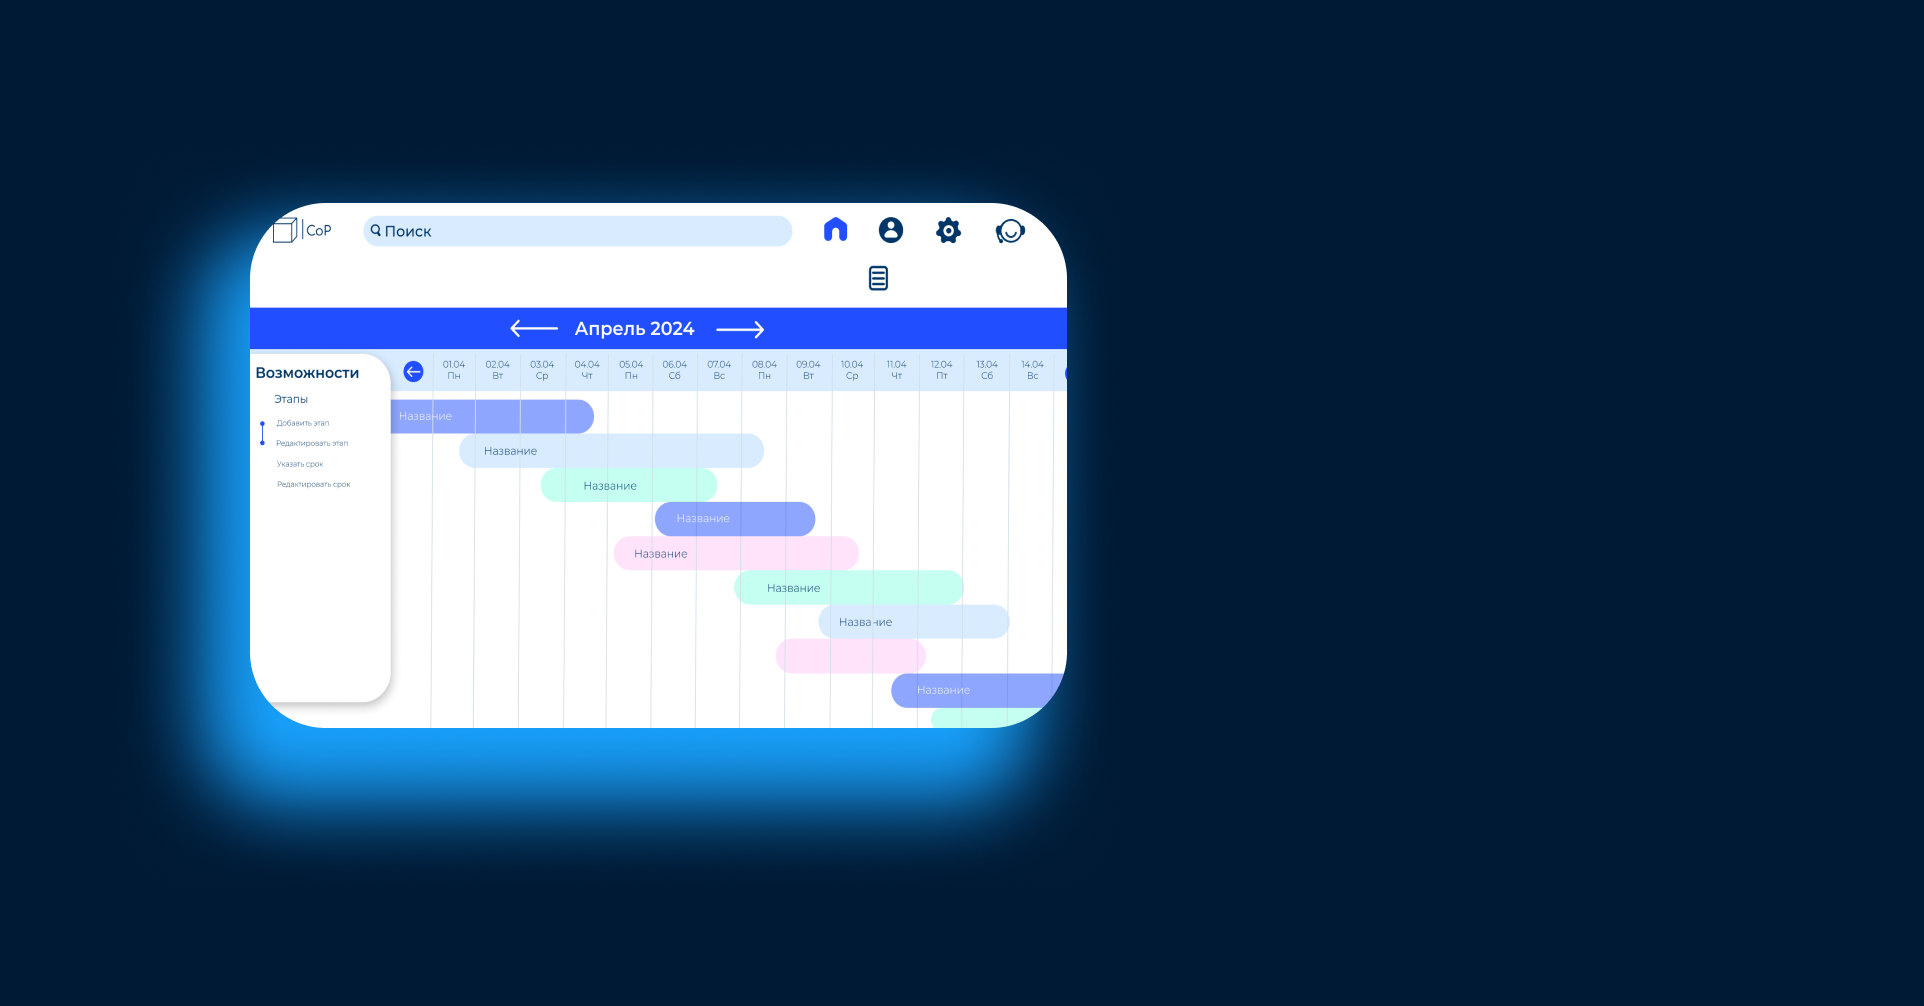 CoP
Поиск
Апрель 2024
Возможности
Этапы
Добавить этап
Редактировать этап
Указать срок
Редактировать срок
01.04 02.04 03.04 04.04 05.04 06.04 07.04 08.04 09.04 10.04 11.04 12.04 13.04 14.04
Пн Вт Ср Чт Пн Сб Вс Пн Вт Ср Чт Пт Сб Вс
Название
Название
Название
Название
Название
Название
Название
Название